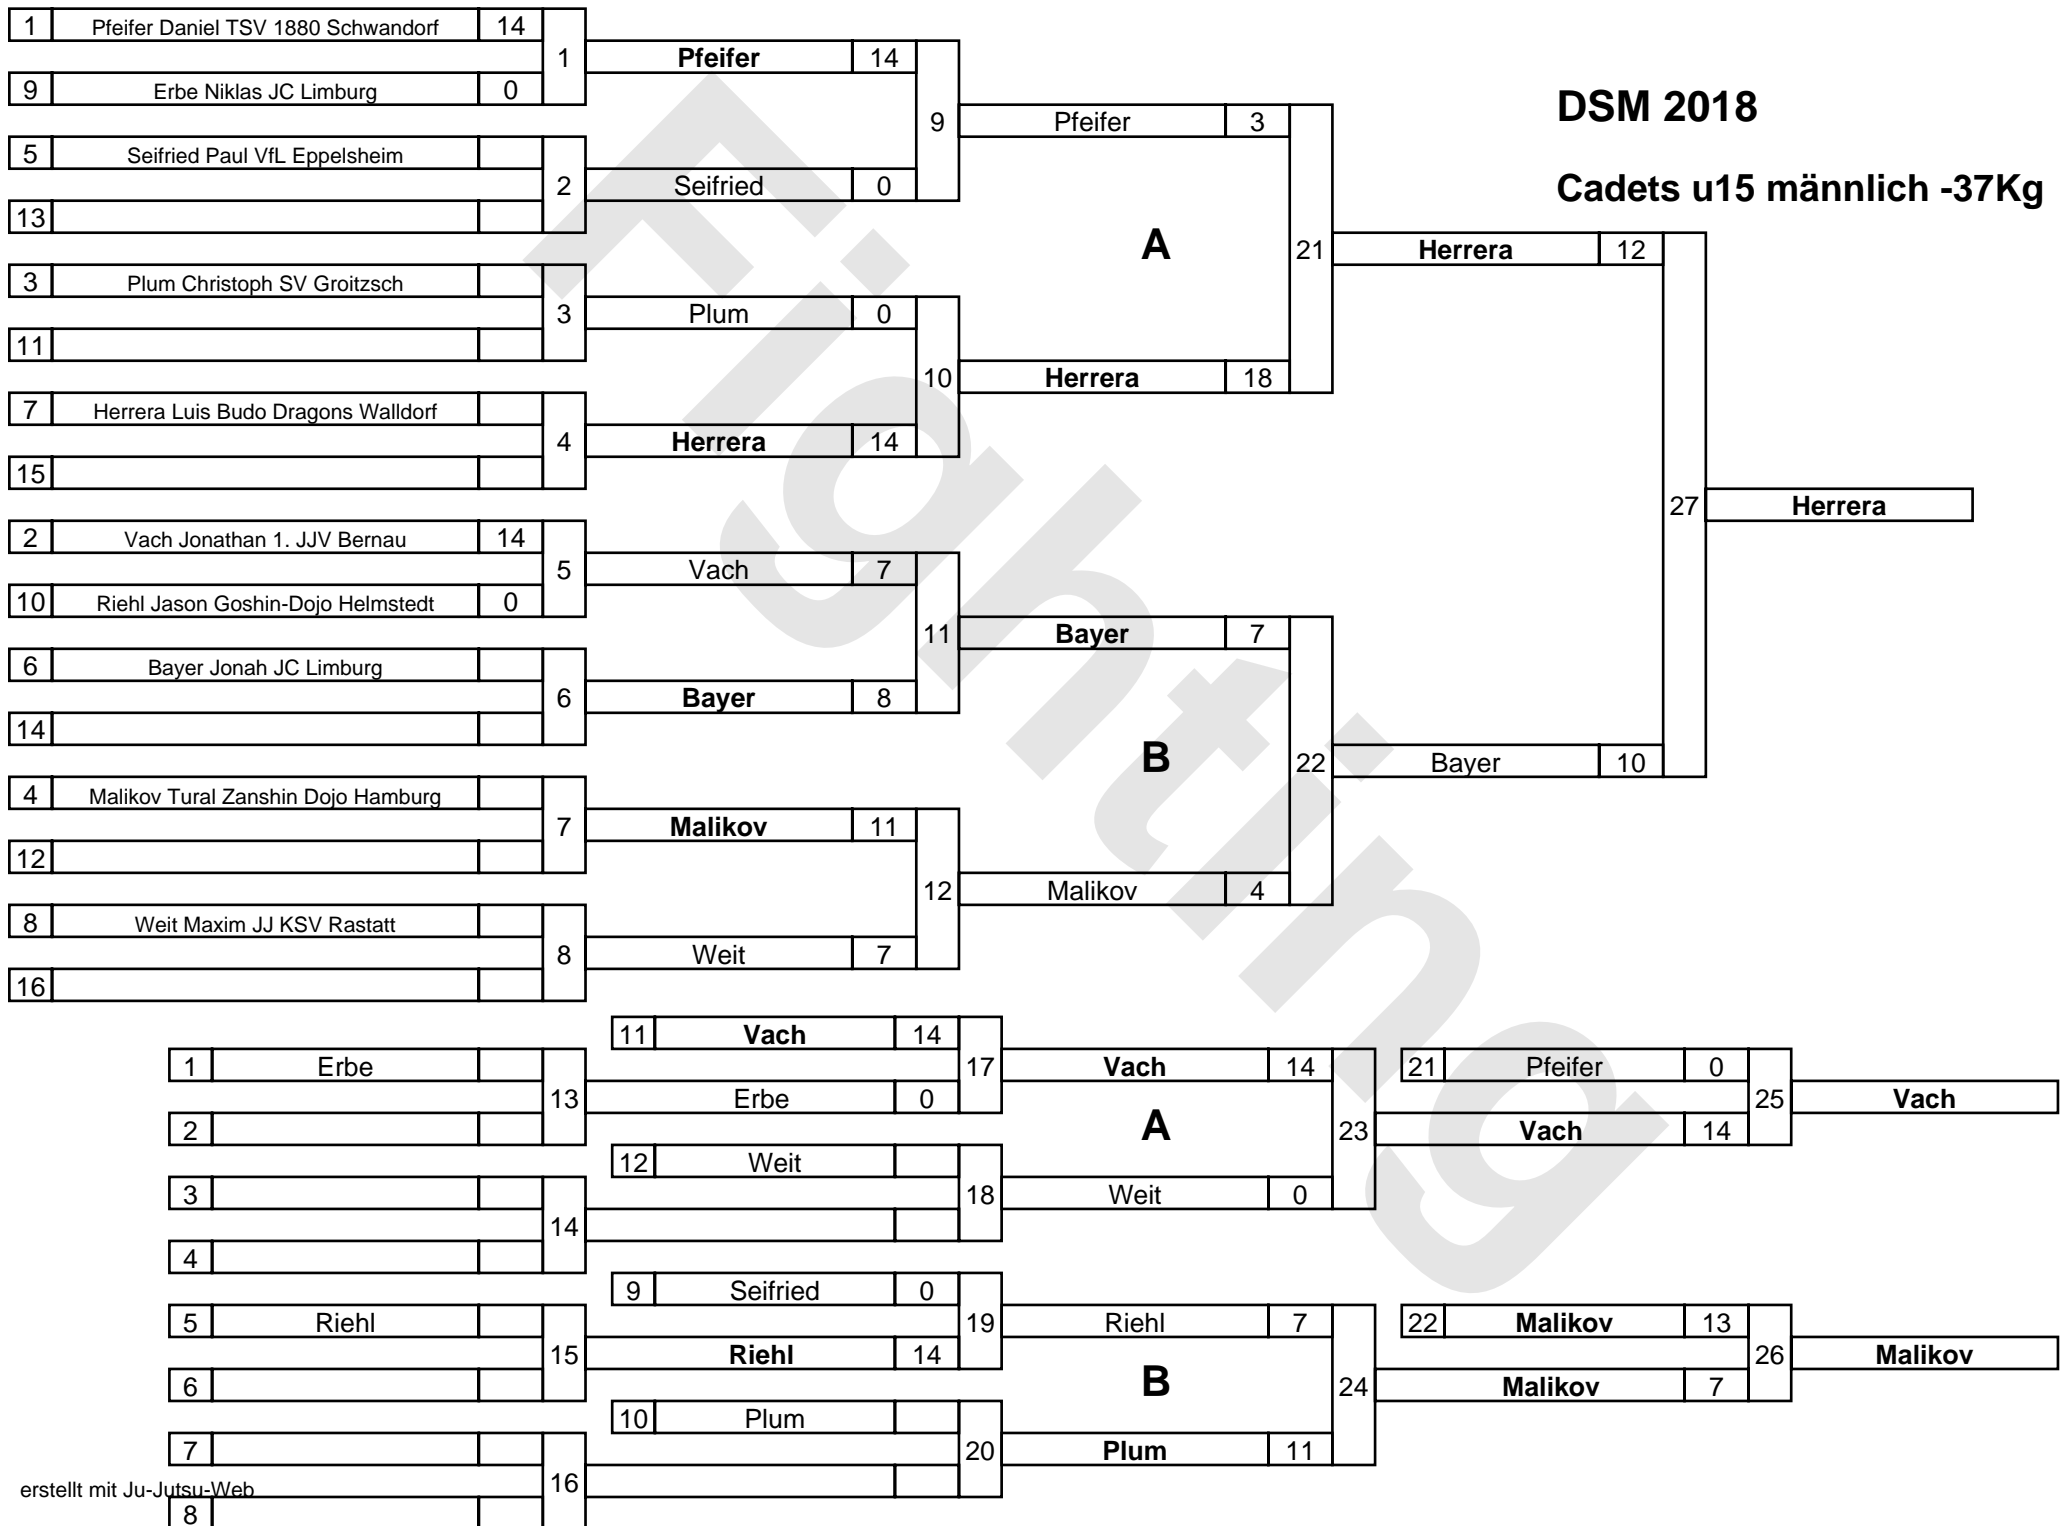 1 Pfeifer Daniel TSV 1880 Schwandorf 14
1 Pfeifer 14
9 Erbe Niklas JC Limburg 0
DSM 2018
9 Pfeifer 3
5 Seifried Paul VfL Eppelsheim
2 Seifried 0
Cadets u15 männlich -37Kg
13
A 21 Herrera 12
3 Plum Christoph SV Groitzsch
3 Plum 0
11
10 Herrera 18
7 Herrera Luis Budo Dragons Walldorf
4 Herrera 14
15
27 Herrera
2 Vach Jonathan 1. JJV Bernau 14
5 Vach 7
10 Riehl Jason Goshin-Dojo Helmstedt 0
11 Bayer 7
6 Bayer Jonah JC Limburg
6 Bayer 8
14
B 22 Bayer 10
4 Malikov Tural Zanshin Dojo Hamburg
7 Malikov 11
12
12 Malikov 4
8 Weit Maxim JJ KSV Rastatt
8 Weit 7
16
11 Vach 14
1 Erbe 17 Vach 14 21 Pfeifer 0
13 Erbe 0 25 Vach
2 A 23 Vach 14
12 Weit
3 18 Weit 0
14
4
9 Seifried 0
5 Riehl 19 Riehl 7 22 Malikov 13
15 Riehl 14 26 Malikov
6 B 24 Malikov 7
10 Plum
7 20 Plum 11
16
erstellt mit Ju-Jutsu-Web
8
Fighting